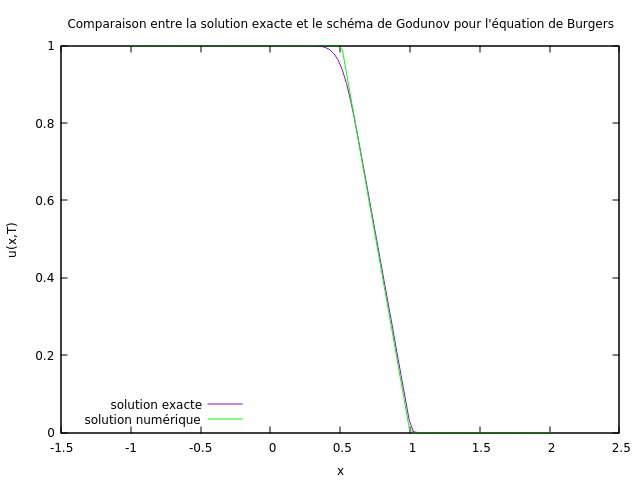 Comparaison entre la solution exacte et le schéma de Godunov pour l'équation de Burgers
1
0.8
0.6
0.4
0.2
0
u(x,T)
solution exacte
solution numérique
-1.5 -1 -0.5 0 0.5 1 1.5 2 2.5
x